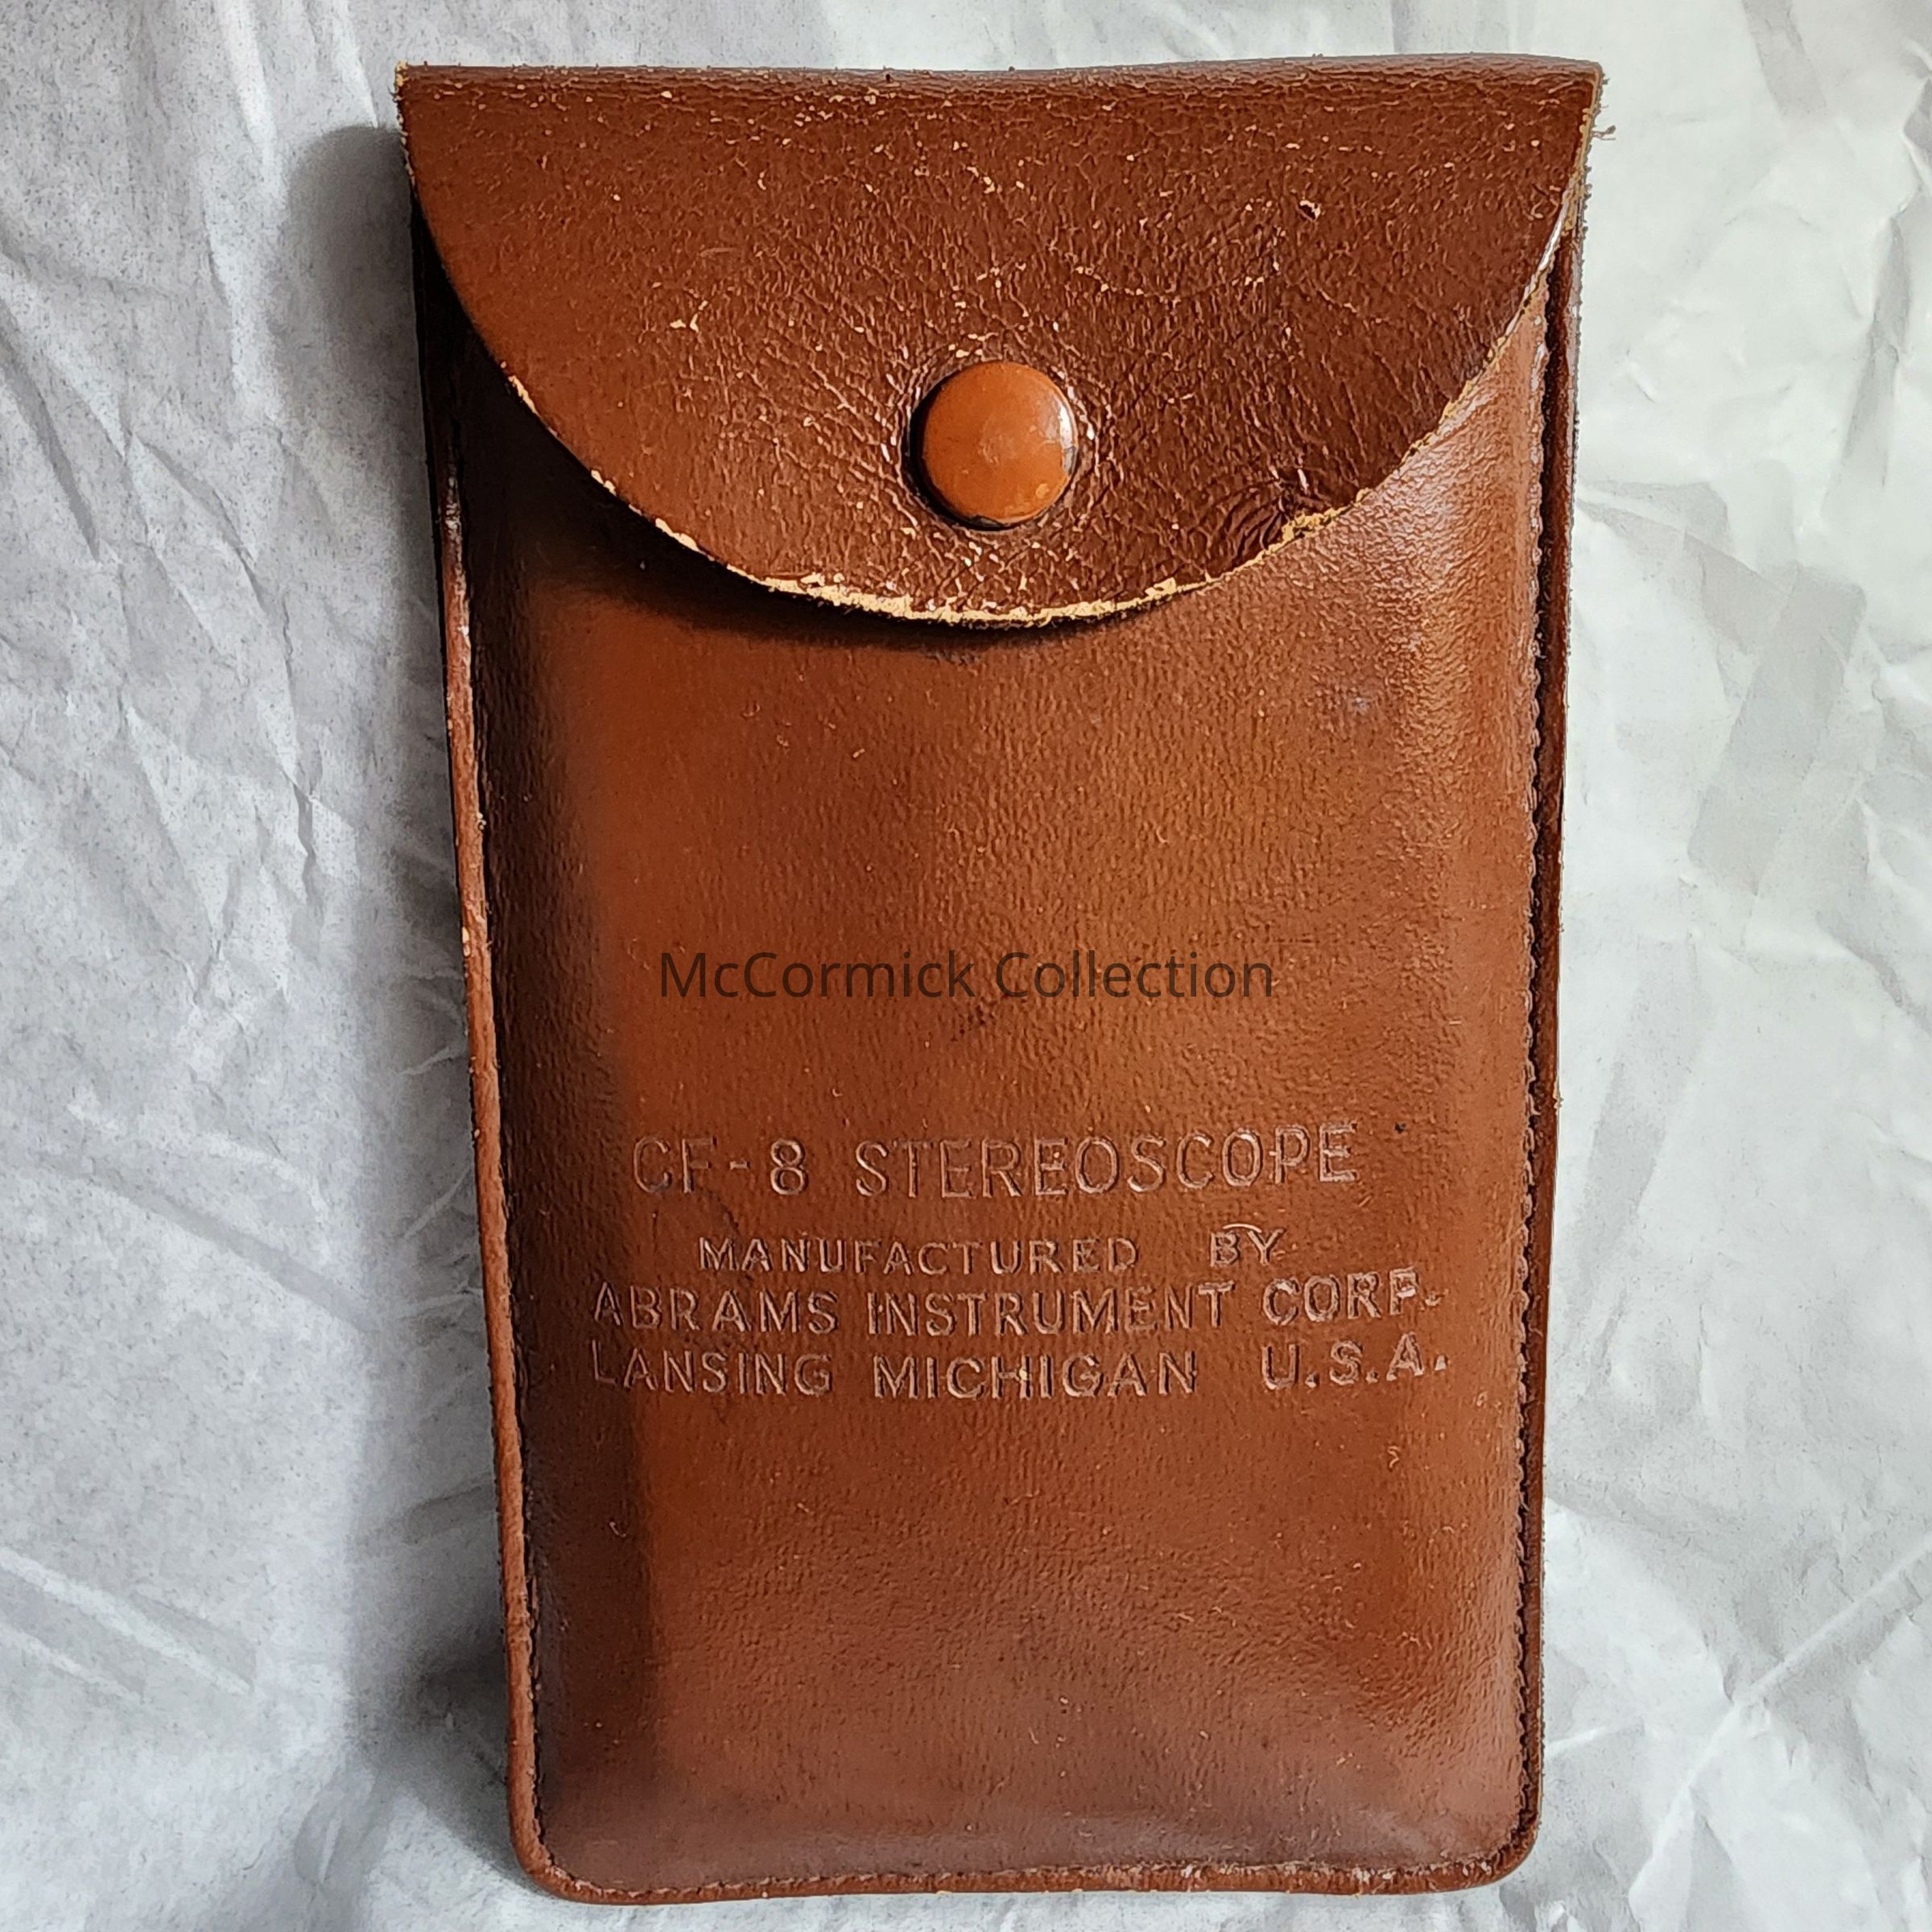 McCormick Collection
CF-8 STEREOSCOPE
MANUFACTURED BY
ABRAMS INSTRUMENT CORP.
LANSING MICHIGAN U.S.A.